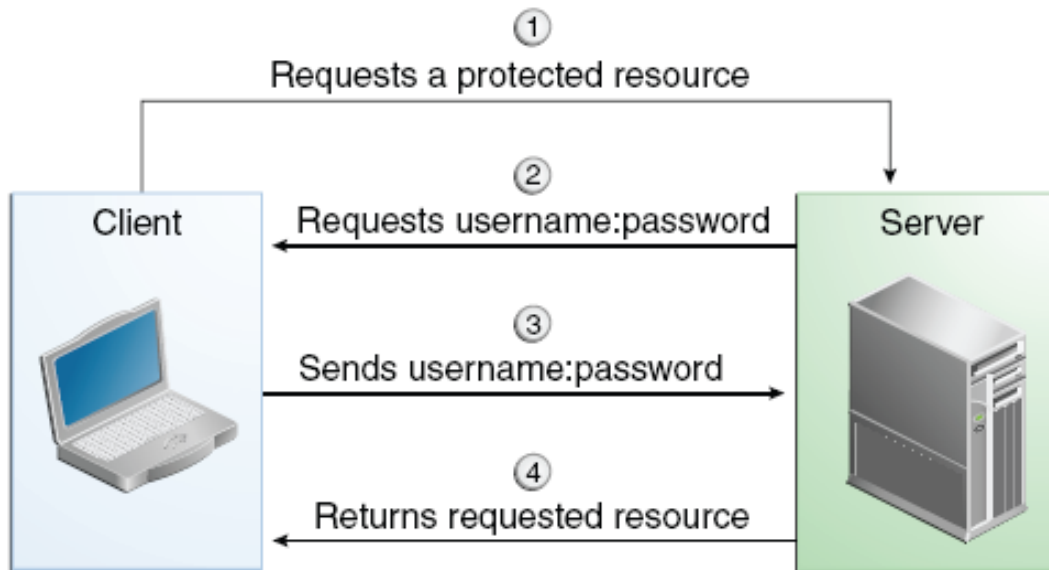 1
Requests a protected resource
2
Client
Requests username:password
Server
3
Sends username:password
4
Returns requested resource